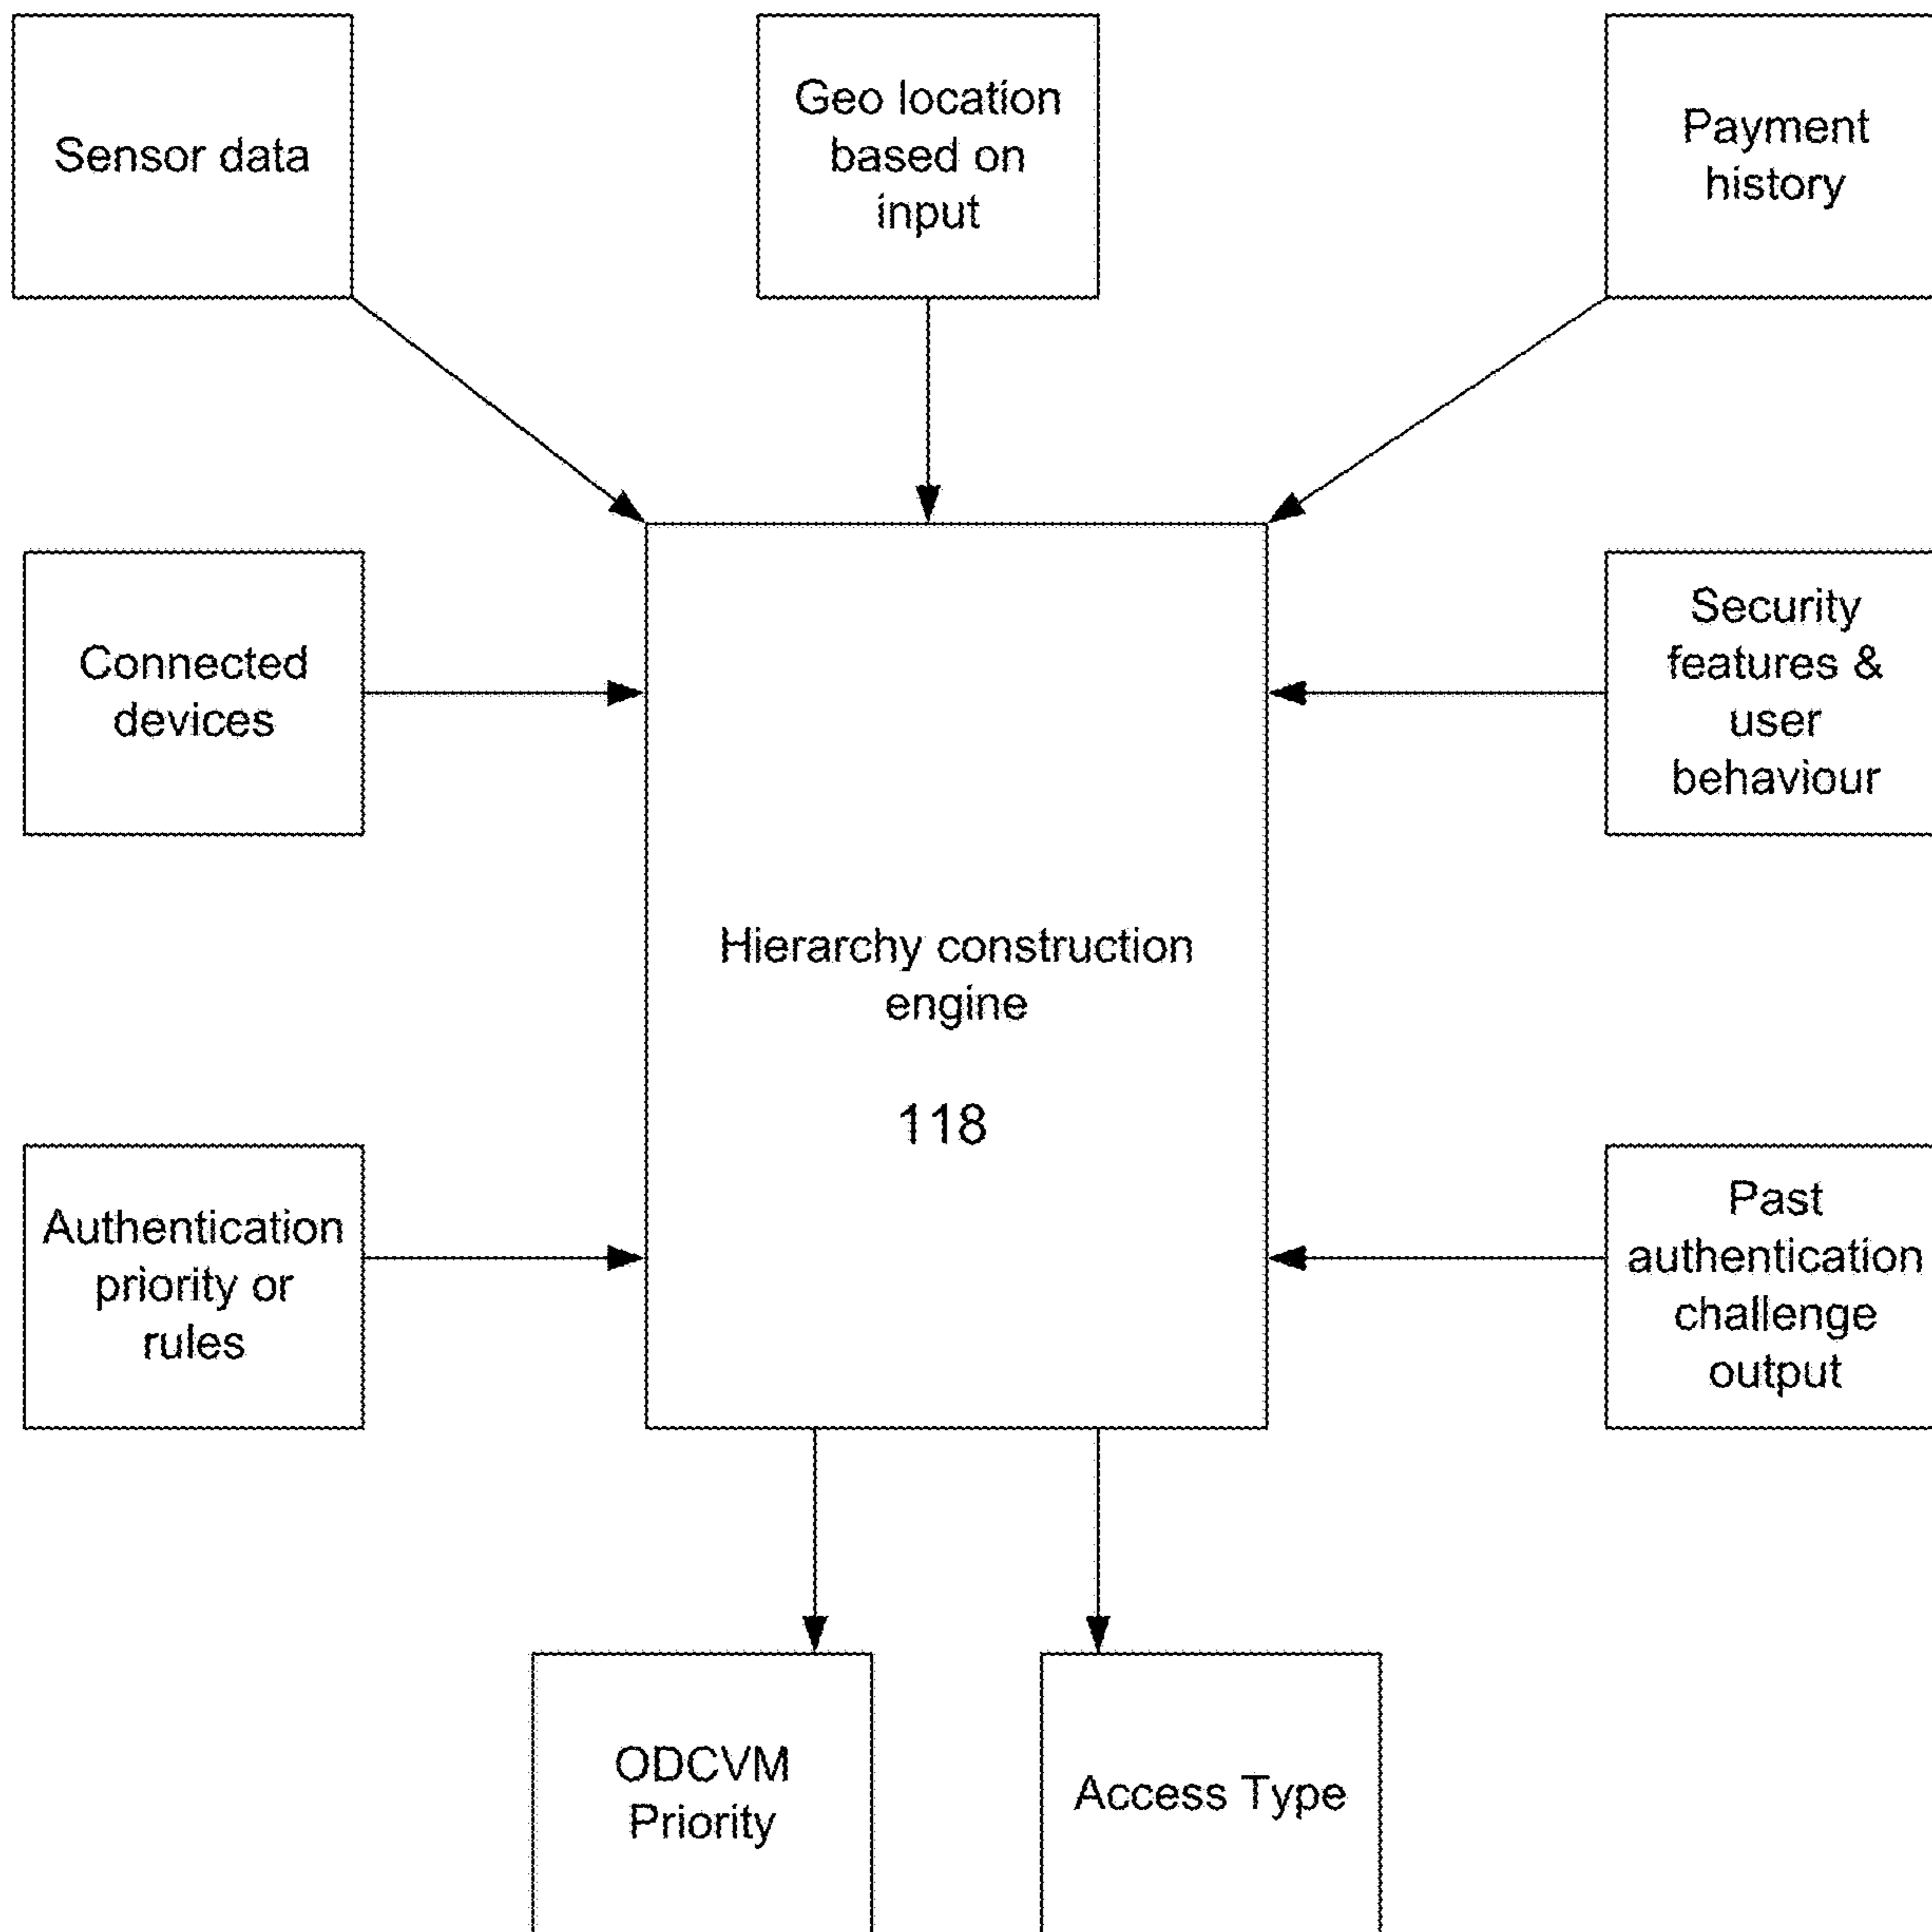 Sensor data
Geo location
based on
input
Payment
history
Connected
devices
Security
features &
user
behaviour
Hierarchy construction
engine
118
Authentication
priority or
rules
Past
authentication
challenge
output
ODCVM
Priority
Access Type